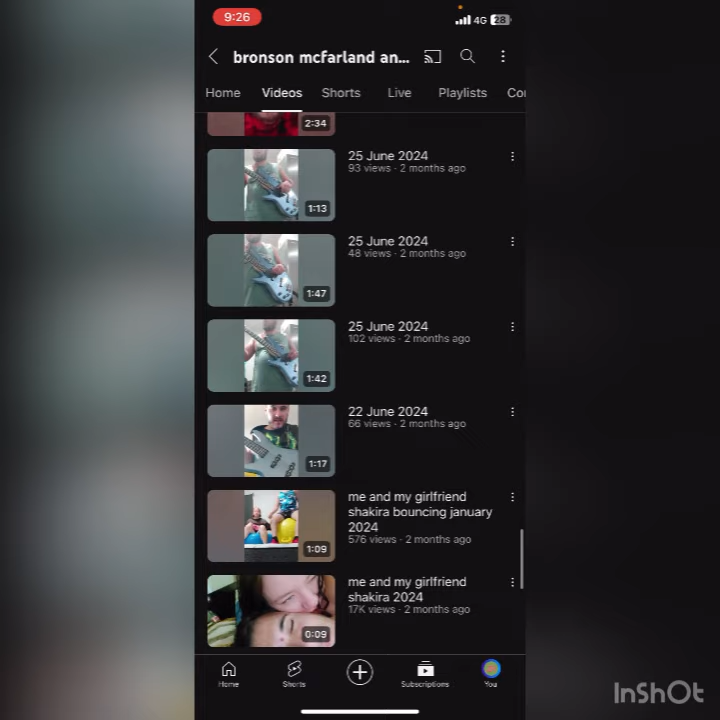 9:26
4G 28
bronson mcfarland an...
Home Videos Shorts Live Playlists Co
2:34
25 June 2024
93 views · 2 months ago
1:13
25 June 2024
48 views · 2 months ago
1:47
25 June 2024
102 views · 2 months ago
1:42
22 June 2024
66 views · 2 months ago
1:17
me and my girlfriend
shakira bouncing january
2024
576 views · 2 months ago
1:09
me and my girlfriend
shakira 2024
17K views · 2 months ago
0:09
Home Shorts Subscriptions You
InShOt